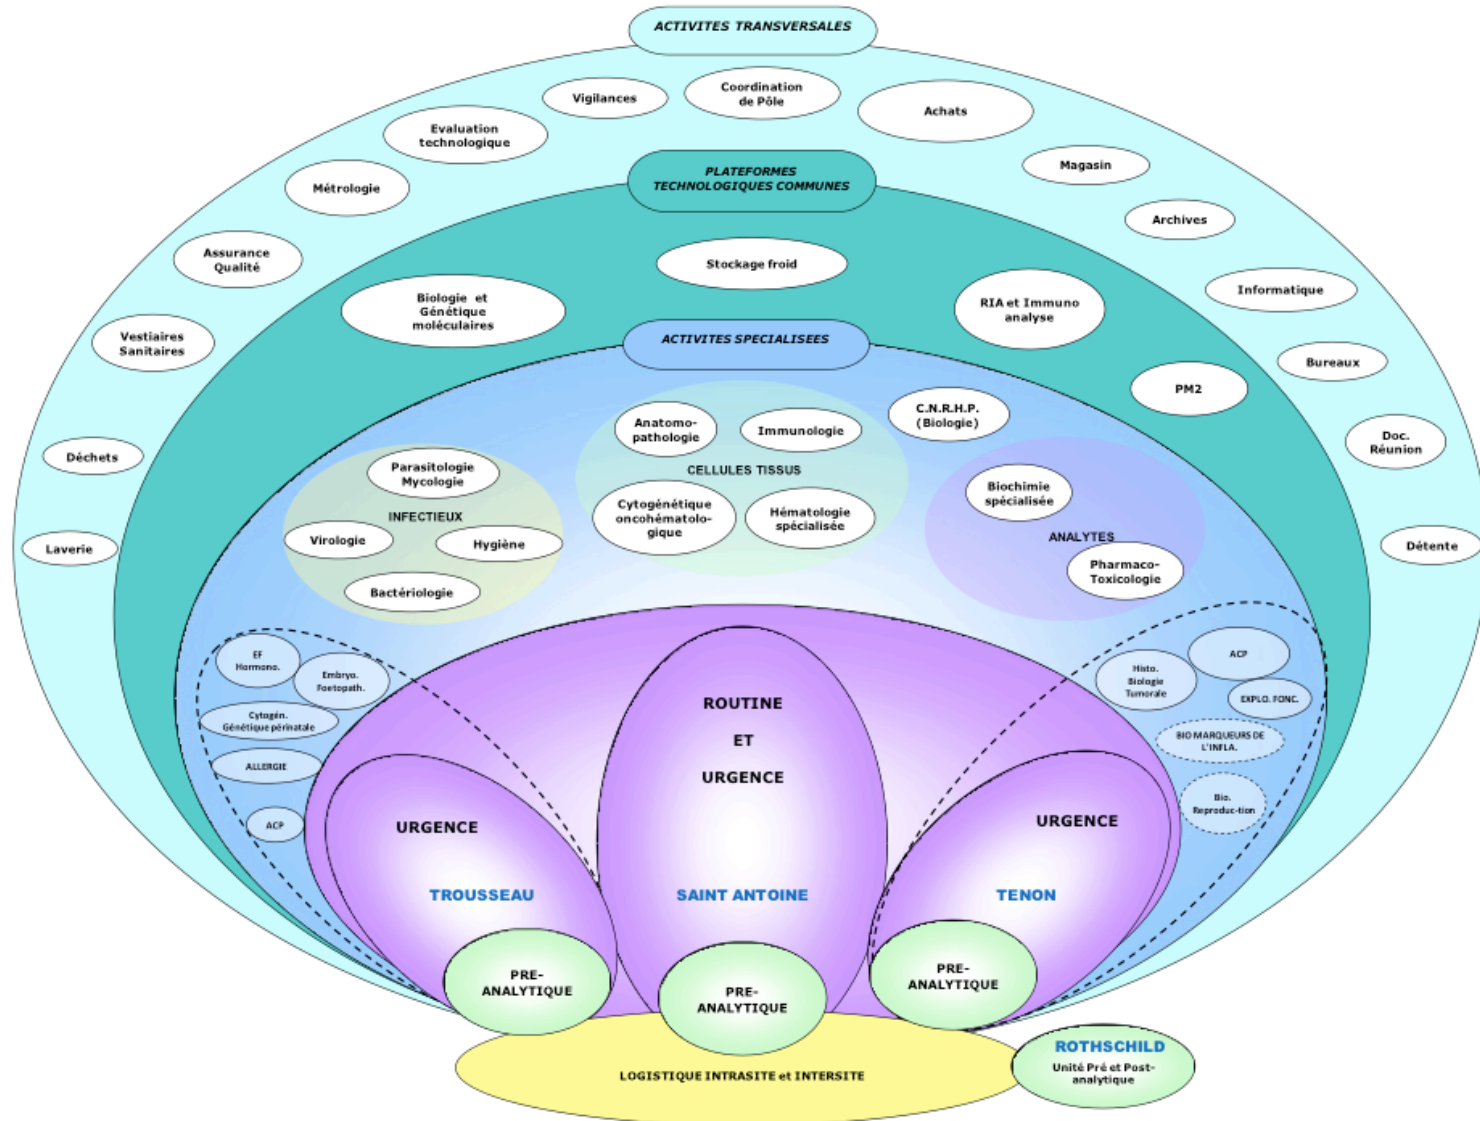 ACTIVITES TRANSVERSALES
Vigilances
Coordination
de Pôle
Achats
Evaluation
technologique
Magasin
Métrologie
Archives
Assurance
Qualité
Informatique
Vestiaires
Sanitaires
Bureaux
Déchets
Doc.
Réunion
Laverie
Détente
PLATEFORMES
TECHNOLOGIQUES COMMUNES
Stockage froid
Biologie et
Génétique
moléculaires
RIA et Immuno
analyse
PM2
ACTIVITES SPECIALISEES
Anatomo-
pathologie
Immunologie
CELLULES TISSUS
Cytogénétique
oncohématolo-
gique
Hématologie
spécialisée
C.N.R.H.P.
(Biologie)
Parasitologie
Mycologie
INFECTIEUX
Virologie
Hygiène
Bactériologie
Biochimie
spécialisée
ANALYTES
Pharmaco-
Toxicologie
EF
Hormono.
Embryo.
Foetopath.
Cytogén.
Génétique périnatale
ALLERGIE
ACP
Histo.
Biologie
Tumorale
ACP
EXPLO. FONC.
BIO MARQUEURS DE
L'INFLA.
Bio.
Reproduc-tion
ROUTINE
ET
URGENCE
URGENCE
URGENCE
TROUSSEAU
SAINT ANTOINE
TENON
PRE-
ANALYTIQUE
PRE-
ANALYTIQUE
PRE-
ANALYTIQUE
ROTHSCHILD
Unité Pré et Post-
analytique
LOGISTIQUE INTRASITE et INTERSITE